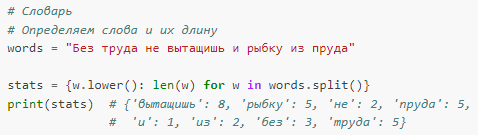 # Словарь
# Определяем слова и их длину
words = "Без труда не вытащишь и рыбку из пруда"
stats = {w.lower(): len(w) for w in words.split()}
print(stats)  # {'вытащишь': 8, 'рыбку': 5, 'не': 2, 'пруда': 5,
#  'и': 1, 'из': 2, 'без': 3, 'труда': 5}